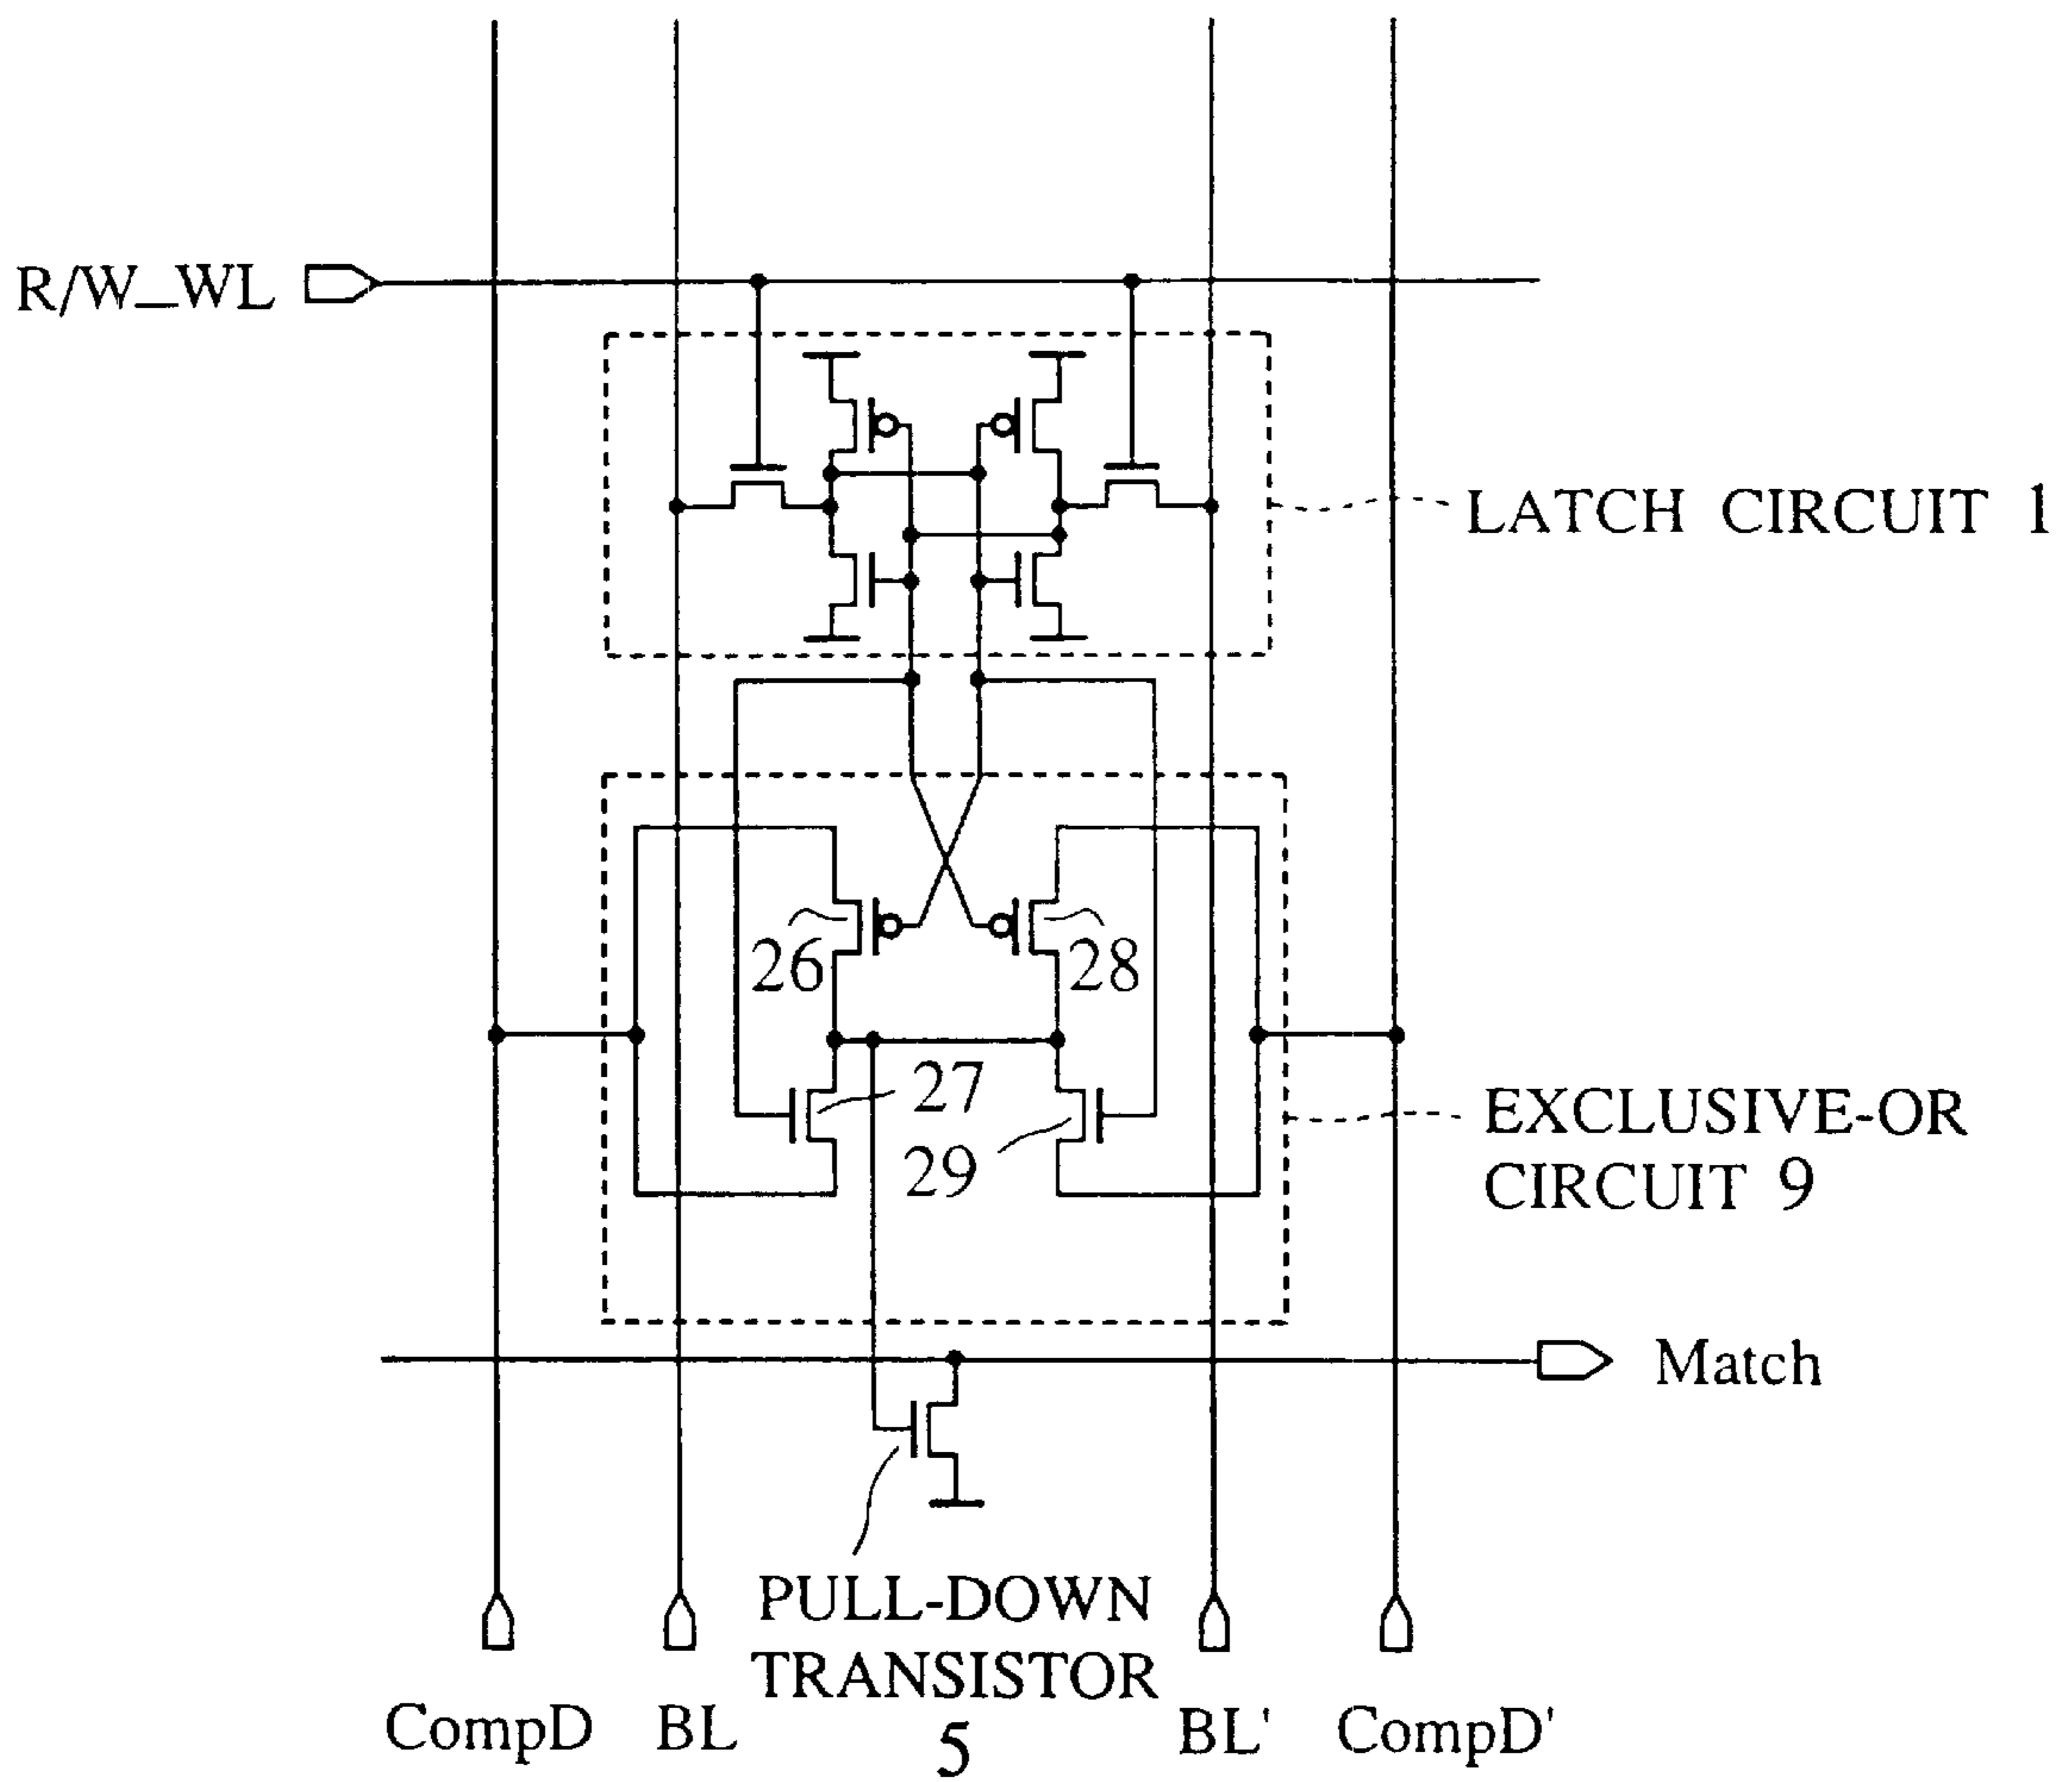 R/W_WL
LATCH CIRCUIT 1
26
28
27
29
EXCLUSIVE-OR
CIRCUIT 9
Match
PULL-DOWN
TRANSISTOR
5
CompD
BL
BL'
CompD'